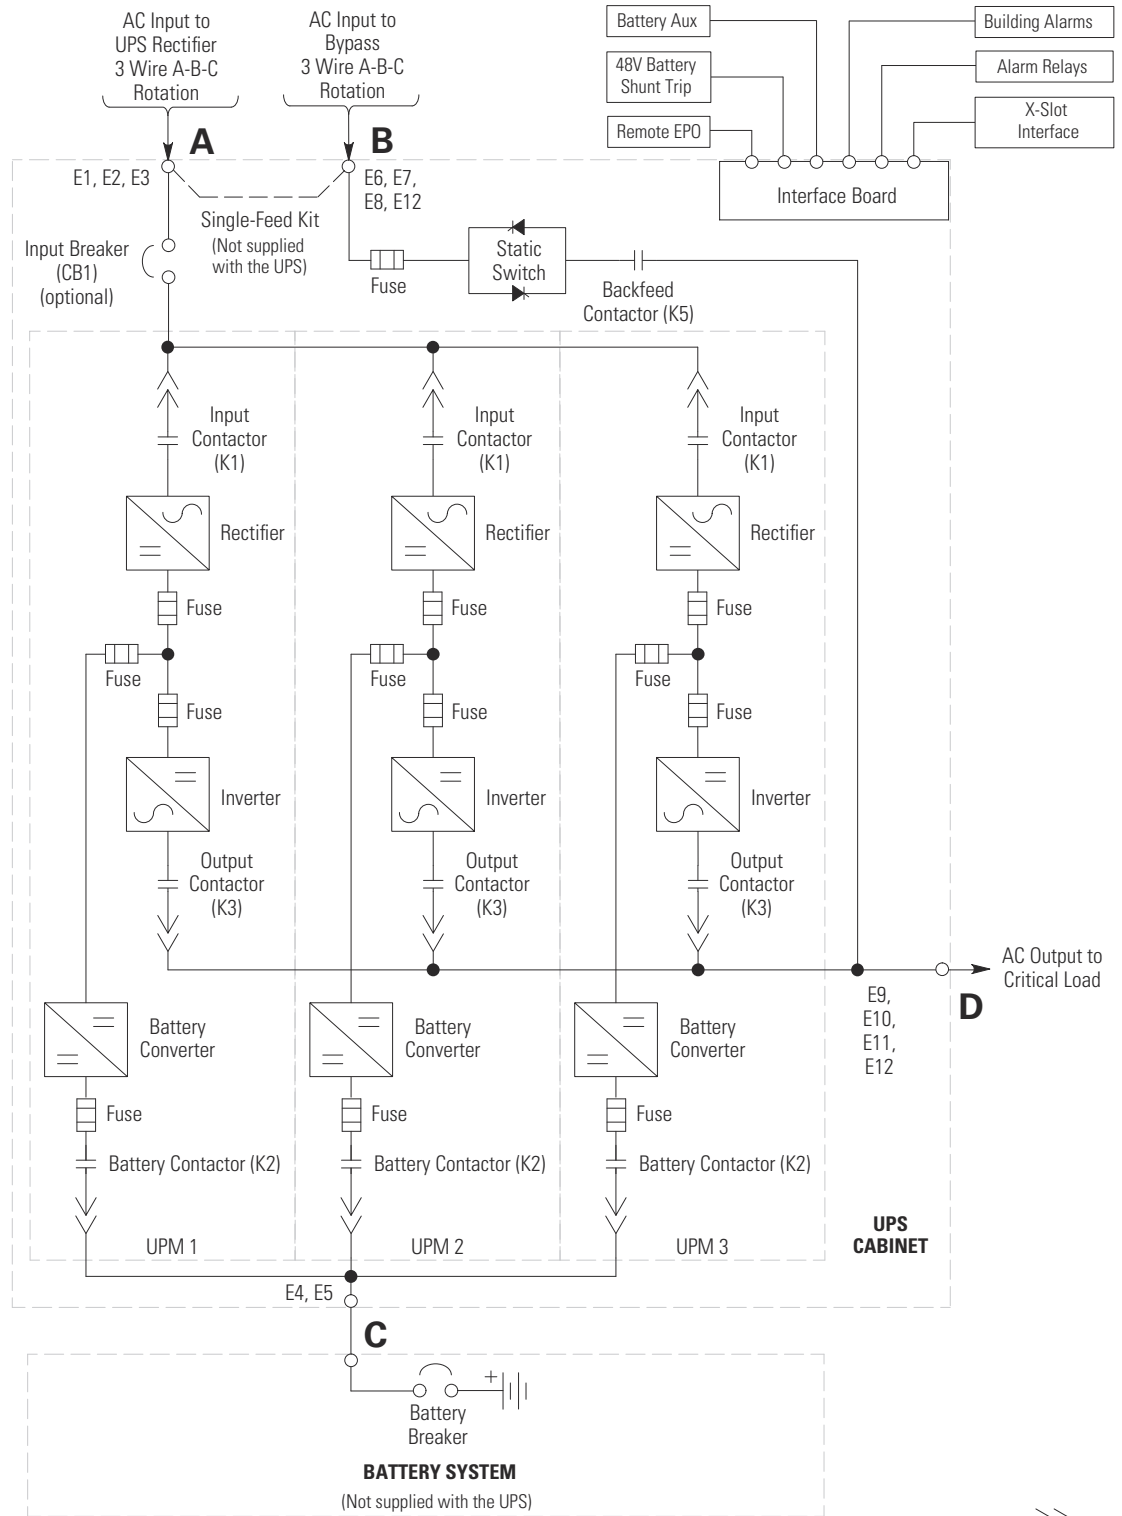 AC Input to
UPS Rectifier
3 Wire A-B-C
Rotation
AC Input to
Bypass
3 Wire A-B-C
Rotation
Battery Aux
48V Battery
Shunt Trip
Remote EPO
Building Alarms
Alarm Relays
X-Slot
Interface
Interface Board
A
B
E1, E2, E3
E6, E7,
E8, E12
Single-Feed Kit
(Not supplied
with the UPS)
Input Breaker
(CB1)
(optional)
Fuse
Static
Switch
Backfeed
Contactor (K5)
Input
Contactor
(K1)
Input
Contactor
(K1)
Input
Contactor
(K1)
Rectifier
Rectifier
Rectifier
Fuse
Fuse
Fuse
Fuse
Fuse
Fuse
Fuse
Fuse
Fuse
Inverter
Inverter
Inverter
Output
Contactor
(K3)
Output
Contactor
(K3)
Output
Contactor
(K3)
AC Output to
Critical Load
D
E9,
E10,
E11,
E12
Battery
Converter
Battery
Converter
Battery
Converter
Fuse
Fuse
Fuse
Battery Contactor (K2)
Battery Contactor (K2)
Battery Contactor (K2)
UPM 1
UPM 2
UPM 3
UPS
CABINET
E4, E5
C
+
Battery
Breaker
BATTERY SYSTEM
(Not supplied with the UPS)